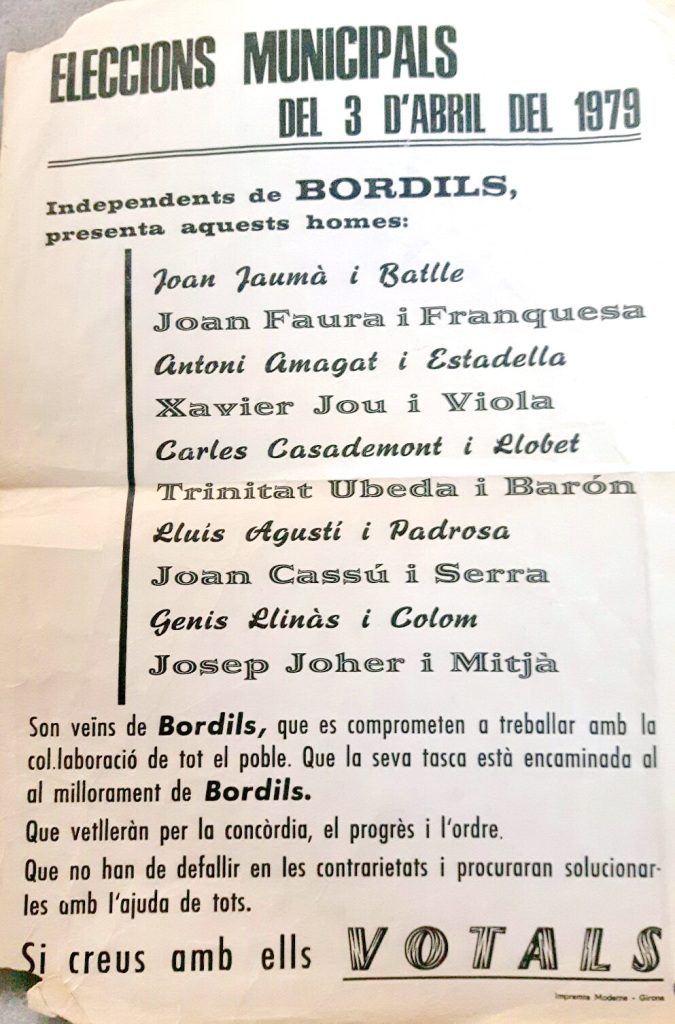 ELECCIONS MUNICIPALS
DEL 3 D'ABRIL DEL 1979
Independents de BORDILS,
presenta aquests homes:
Joan Jaumà i Batlle
Joan Faura i Franquesa
Antoni Amagat i Estadella
Xavier Jou i Viola
Carles Casademont i Llobet
Trinitat Ubeda i Barón
Lluís Agustí i Padrosa
Joan Cassú i Serra
Genis Llinàs i Colom
Josep Joher i Mitjà
Son veïns de Bordils, que es comprometen a treballar amb la
col.laboració de tot el poble. Que la seva tasca està encaminada al
al millorament de Bordils.
Que vetlleràn per la concòrdia, el progrès i l'ordre.
Que no han de defallir en les contrarietats i procuraran solucionar-
les amb l'ajuda de tots.
Si creus amb ells VOTALS
Impremta Moderna - Girona